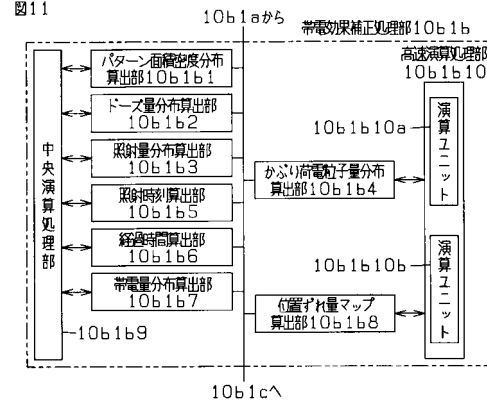 図11
10b1aから
帯電効果補正処理部10b1b
高速演算処理部
10b1b10
パターン面積密度分布
算出部10b1b1
ドーズ量分布算出部
10b1b2
照射量分布算出部
10b1b3
照射時刻算出部
10b1b5
経過時間算出部
10b1b6
帯電量分布算出部
10b1b7
中央演算処理部
10b1b9
10b1b10a
演算ユニット
かぶり荷電粒子量分布
算出部10b1b4
10b1b10b
演算ユニット
位置ずれ量マップ
算出部10b1b8
10b1cへ